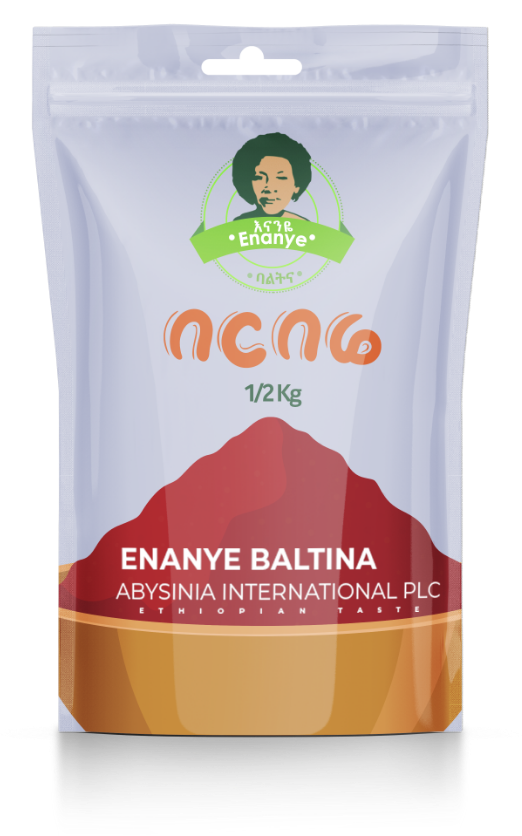 እናንዬ
• Enanye •
* ባልትና *
በርበሬ
1/2 Kg
ENANYE BALTINA
ABYSINIA INTERNATIONAL PLC
ETHIOPIAN TASTE